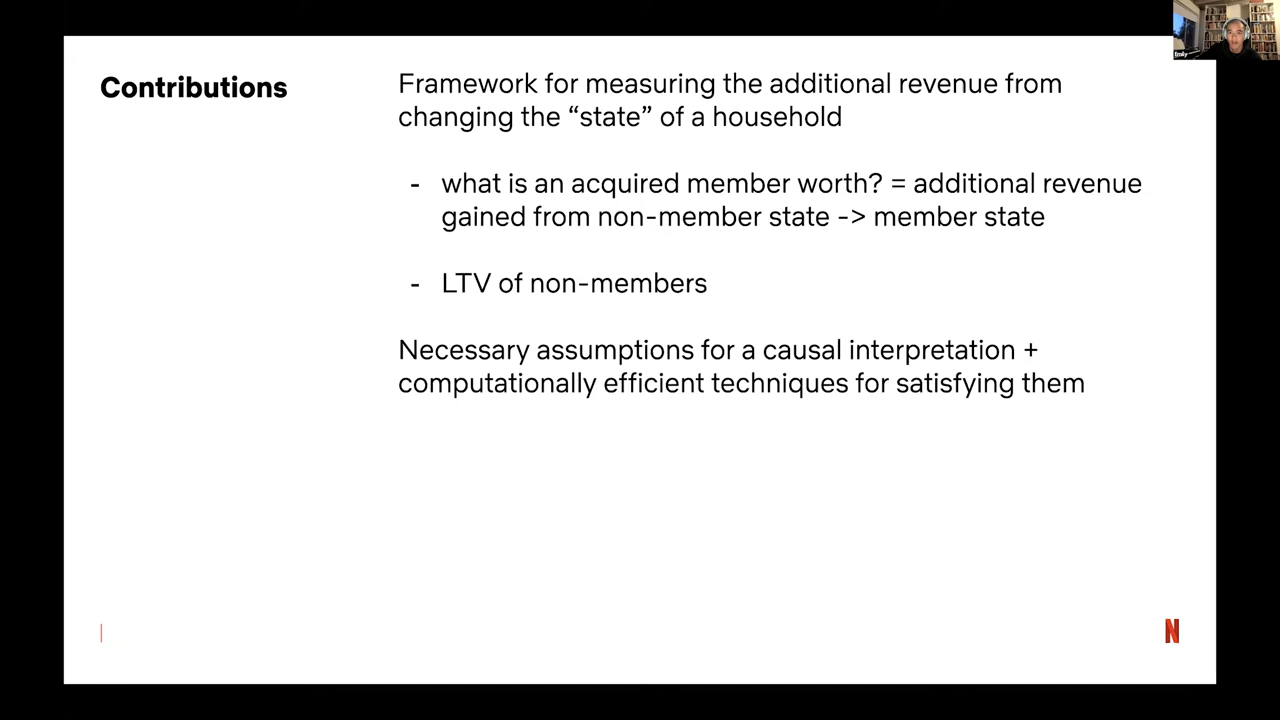 Contributions
Framework for measuring the additional revenue from
changing the “state” of a household
- what is an acquired member worth? = additional revenue
gained from non-member state -> member state
- LTV of non-members
Necessary assumptions for a causal interpretation +
computationally efficient techniques for satisfying them
N